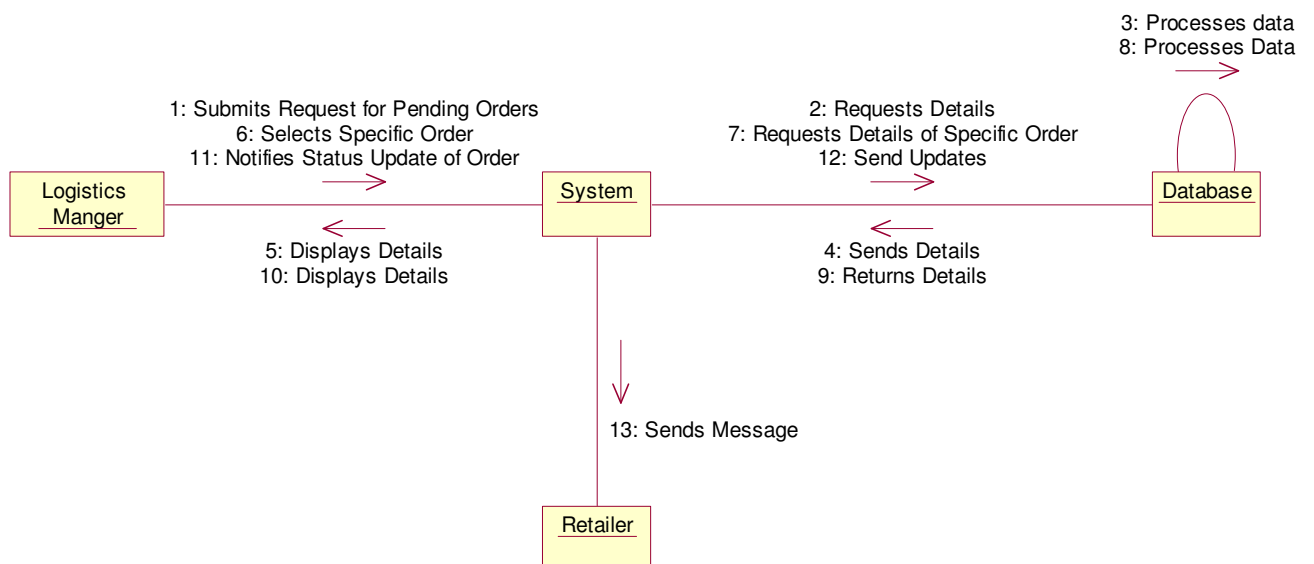 3: Processes data
8: Processes Data
1: Submits Request for Pending Orders
6: Selects Specific Order
11: Notifies Status Update of Order
2: Requests Details
7: Requests Details of Specific Order
12: Send Updates
Logistics
Manger
System
Database
5: Displays Details
10: Displays Details
4: Sends Details
9: Returns Details
13: Sends Message
Retailer